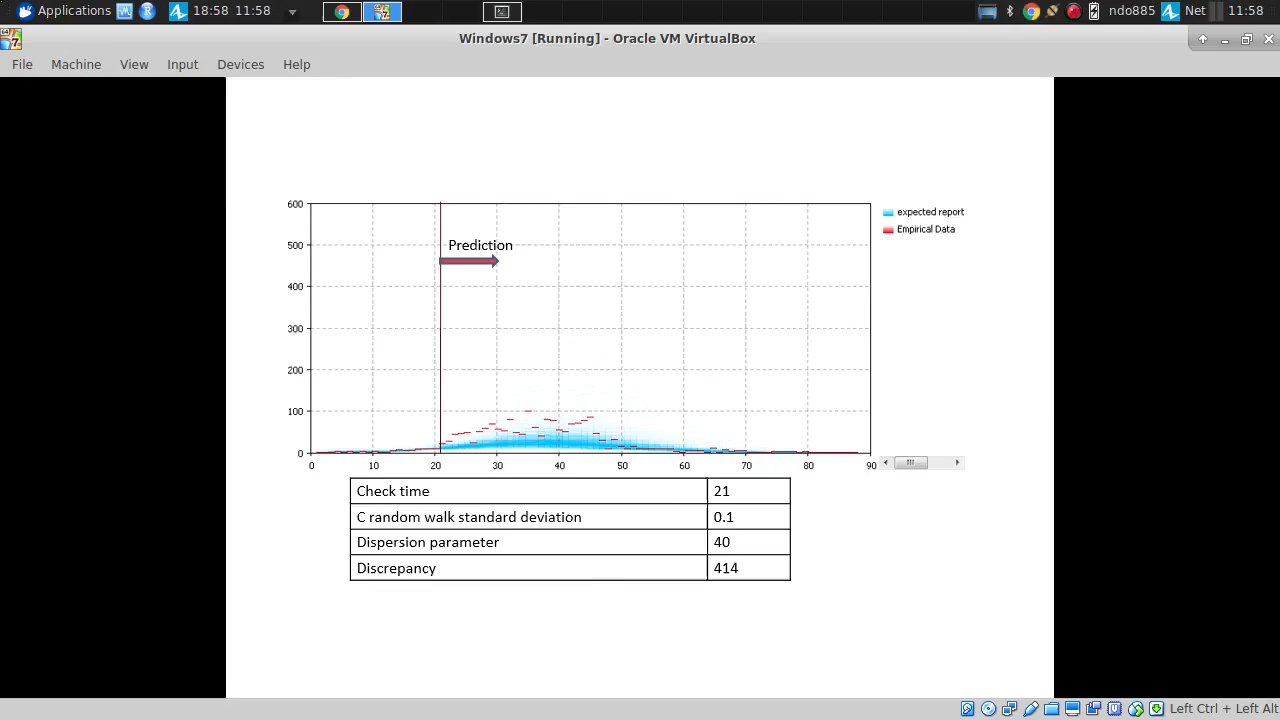 Applications 18:58 11:58 ndo885 Net 11:58
Windows7 [Running] - Oracle VM VirtualBox
File Machine View Input Devices Help
600
500
400
300
200
100
0
Prediction
expected report
Empirical Data
0 10 20 30 40 50 60 70 80 90
Check time 21
C random walk standard deviation 0.1
Dispersion parameter 40
Discrepancy 414
Left Ctrl + Left Alt